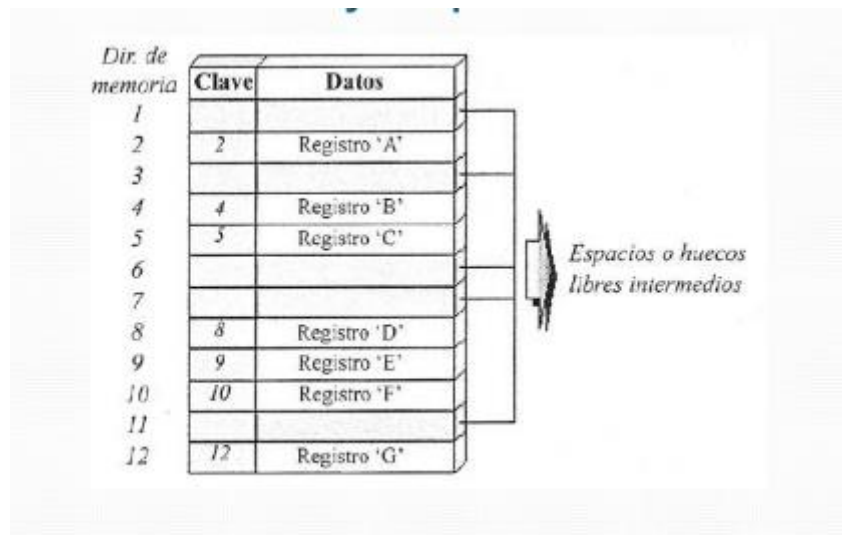 Dir. de
memoria Clave Datos
1
2 2 Registro 'A'
3
4 4 Registro 'B'
5 5 Registro 'C'
6
7
8 8 Registro 'D'
9 9 Registro 'E'
10 10 Registro 'F'
11
12 12 Registro 'G'
Espacios o huecos
libres intermedios